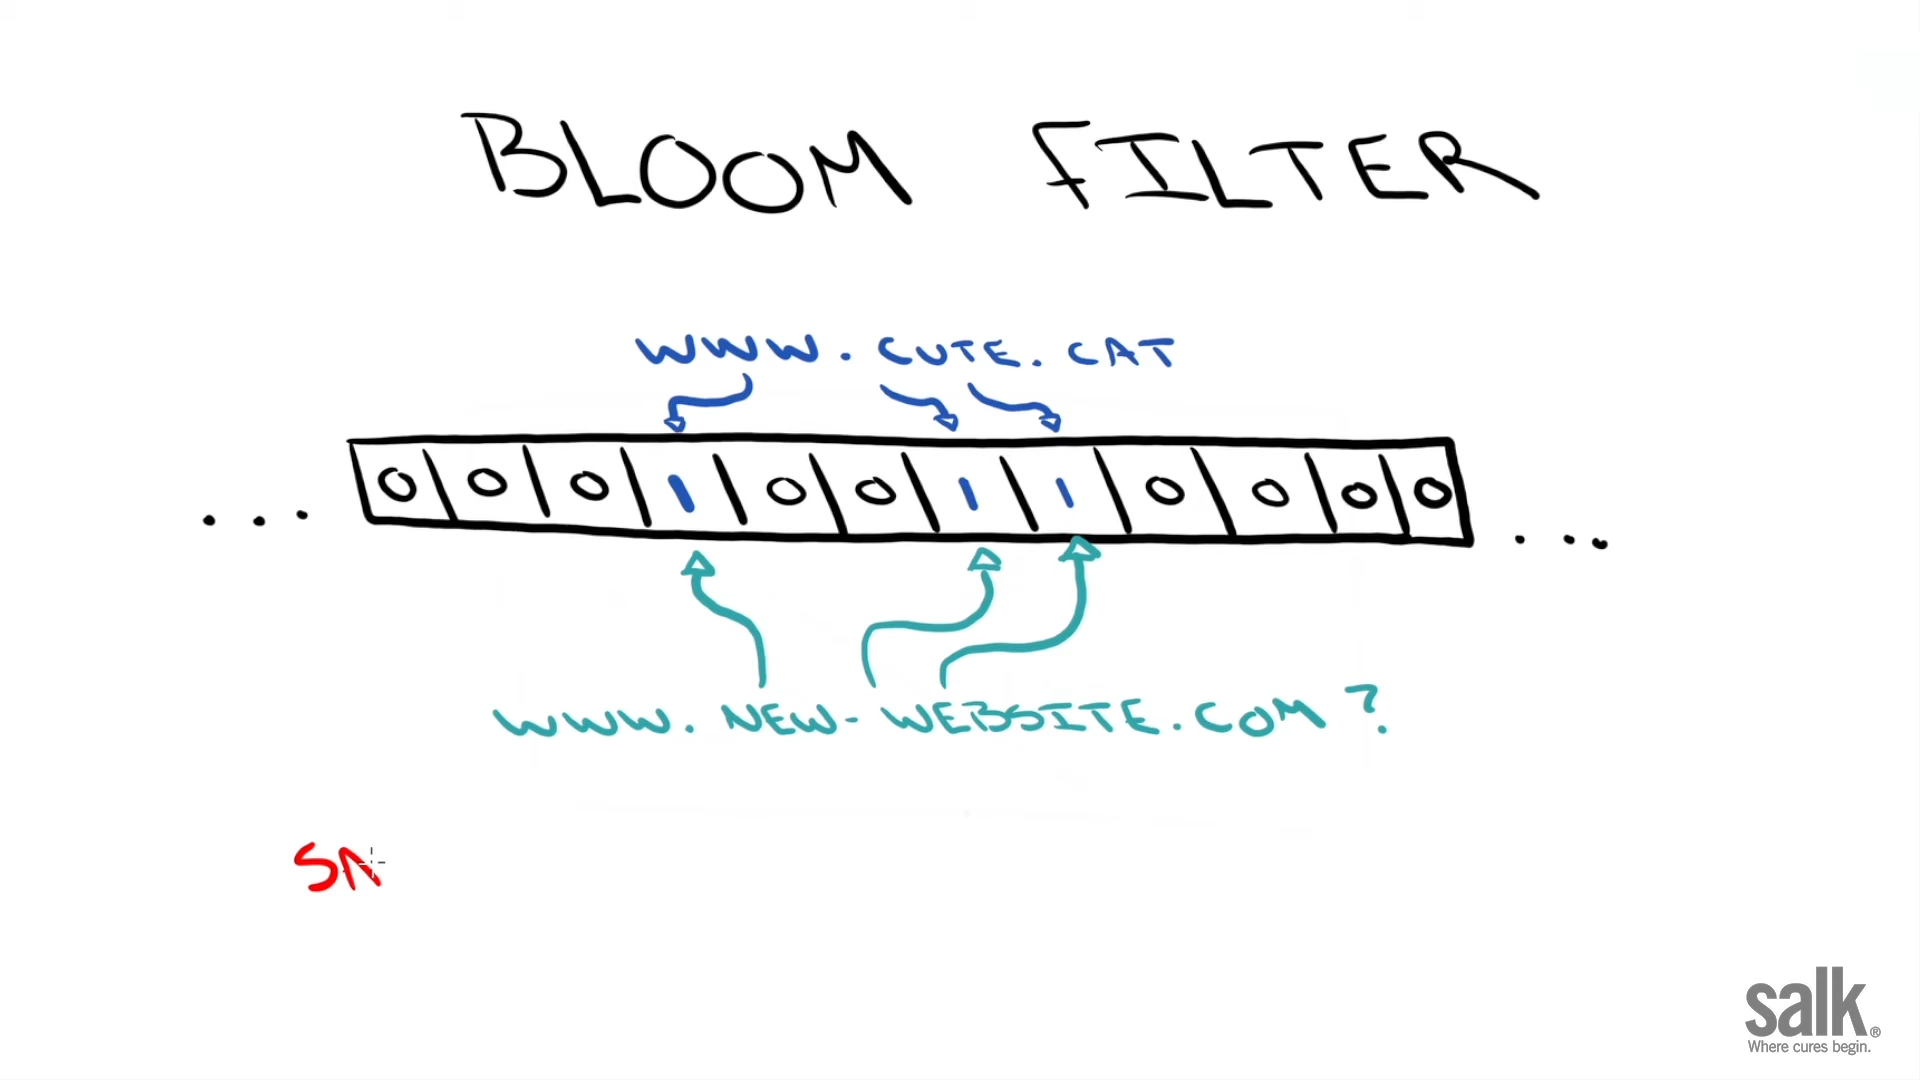 BLOOM FILTER
WWW.CUTE.CAT
... 0 0 0 1 0 0 1 1 0 0 0 0 ...
WWW.NEW-WEBSITE.COM?
SA
salk®
Where cures begin.